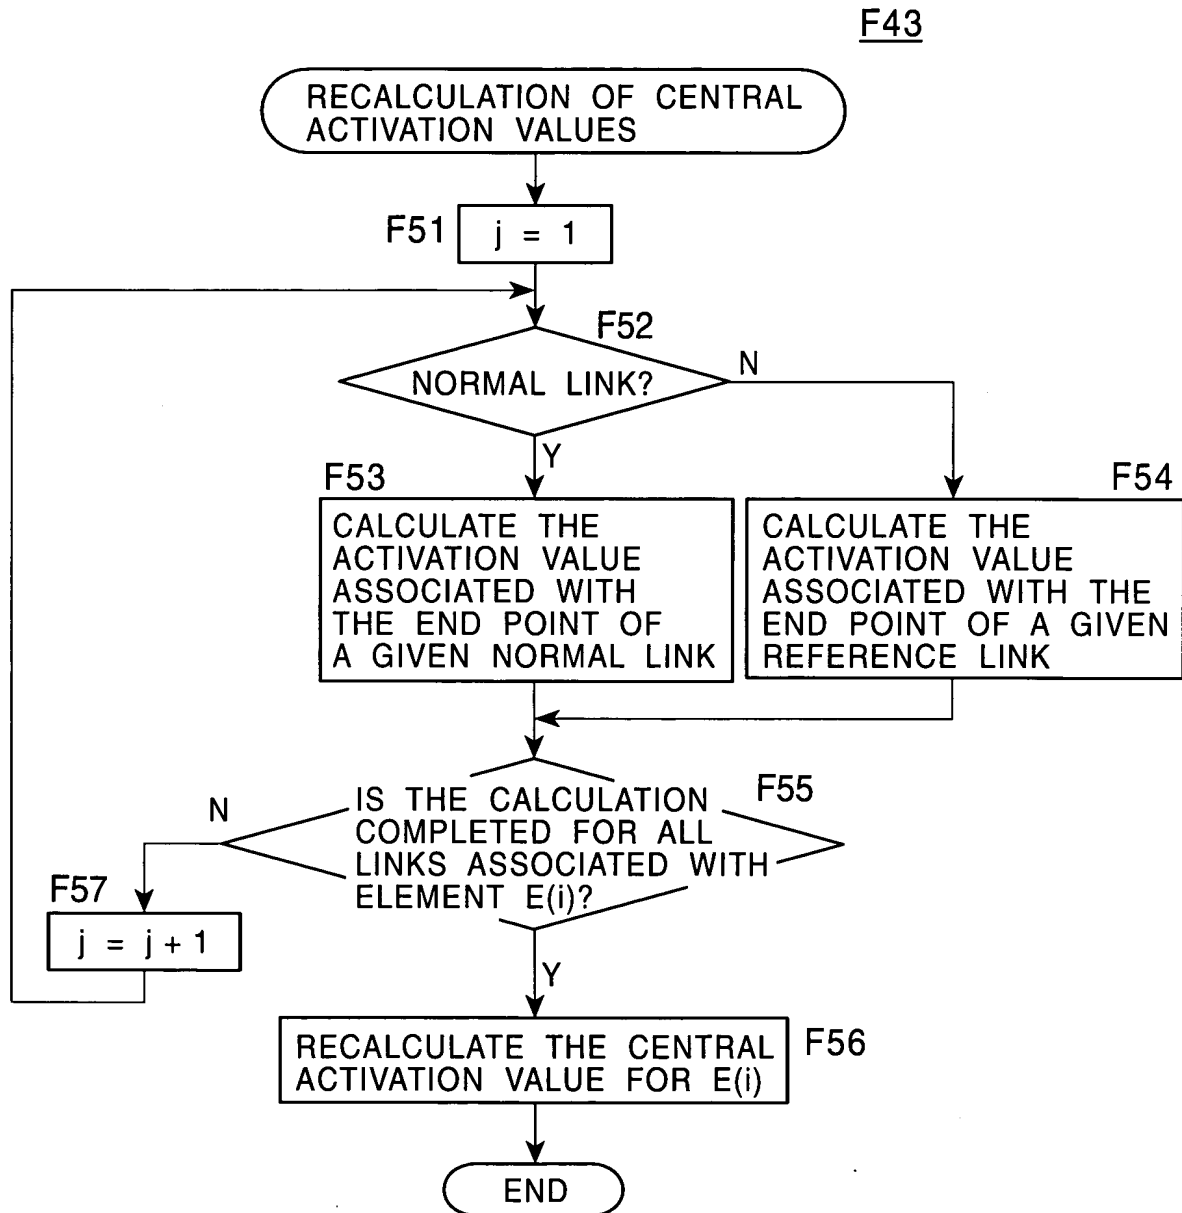 F43
RECALCULATION OF CENTRAL
ACTIVATION VALUES
F51
j = 1
F52
NORMAL LINK?
N
Y
F53
CALCULATE THE
ACTIVATION VALUE
ASSOCIATED WITH
THE END POINT OF
A GIVEN NORMAL LINK
F54
CALCULATE THE
ACTIVATION VALUE
ASSOCIATED WITH THE
END POINT OF A GIVEN
REFERENCE LINK
F55
IS THE CALCULATION
COMPLETED FOR ALL
LINKS ASSOCIATED WITH
ELEMENT E(i)?
N
F57
j = j + 1
Y
RECALCULATE THE CENTRAL
ACTIVATION VALUE FOR E(i)
F56
END